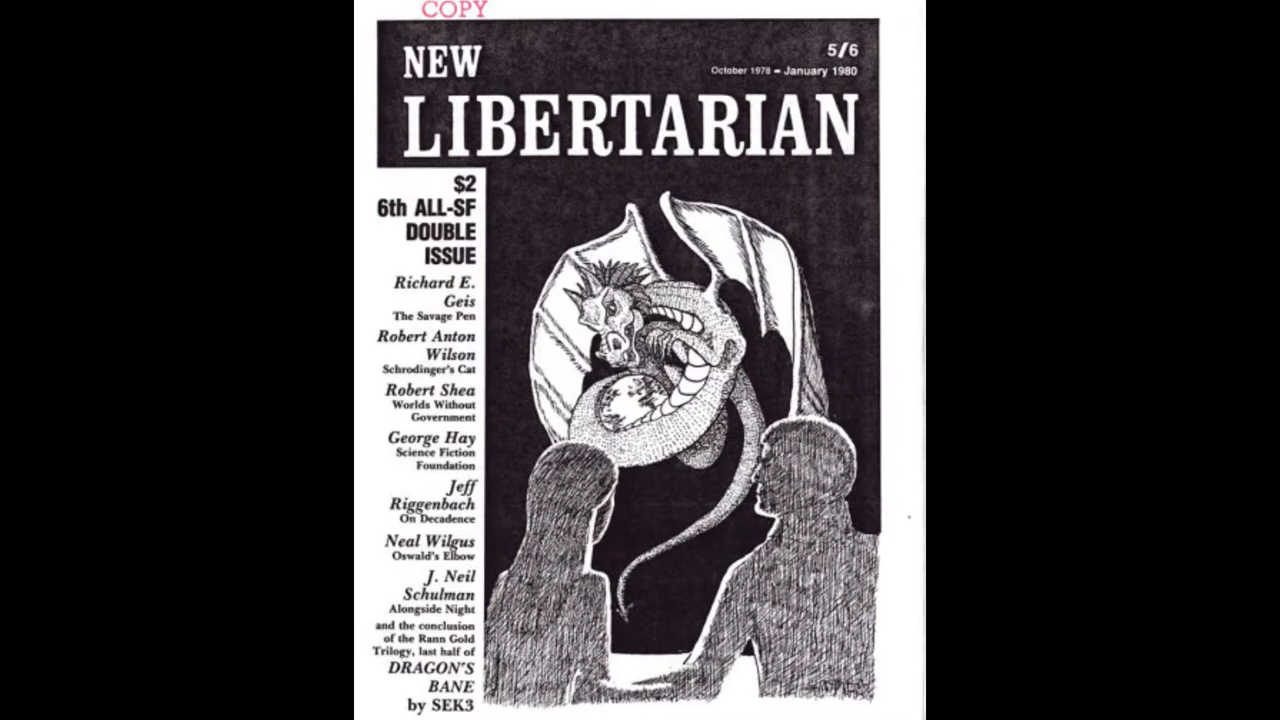 COPY
NEW
LIBERTARIAN
5/6
October 1978 - January 1980
$2
6th ALL-SF
DOUBLE
ISSUE
Richard E.
Geis
The Savage Pen
Robert Anton
Wilson
Schrodinger's Cat
Robert Shea
Worlds Without
Government
George Hay
Science Fiction
Foundation
Jeff
Riggenbach
On Decadence
Neal Wilgus
Oswald's Elbow
J. Neil
Schulman
Alongside Night
and the conclusion
of the Rann Gold
Trilogy, last half of
DRAGON'S
BANE
by SEK3